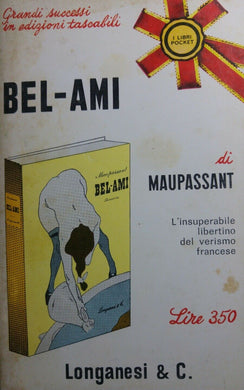 Grandi successi
in edizioni tascabili
I LIBRI
POCKET
BEL-AMI
di
MAUPASSANT
L'insuperabile
libertino
del verismo
francese
Maupassant
BEL-AMI
BEL-AMI
Longanesi & C.
Lire 350
Longanesi & C.